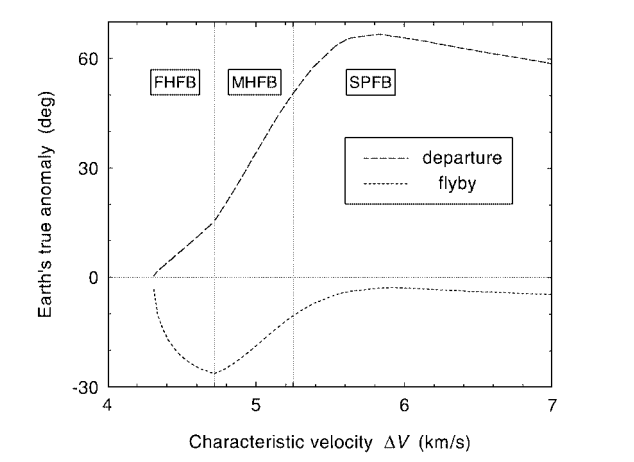 60
30
0
-30
Earth's true anomaly (deg)
FHFB
MHFB
SPFB
departure
flyby
4
5
6
7
Characteristic velocity ΔV (km/s)